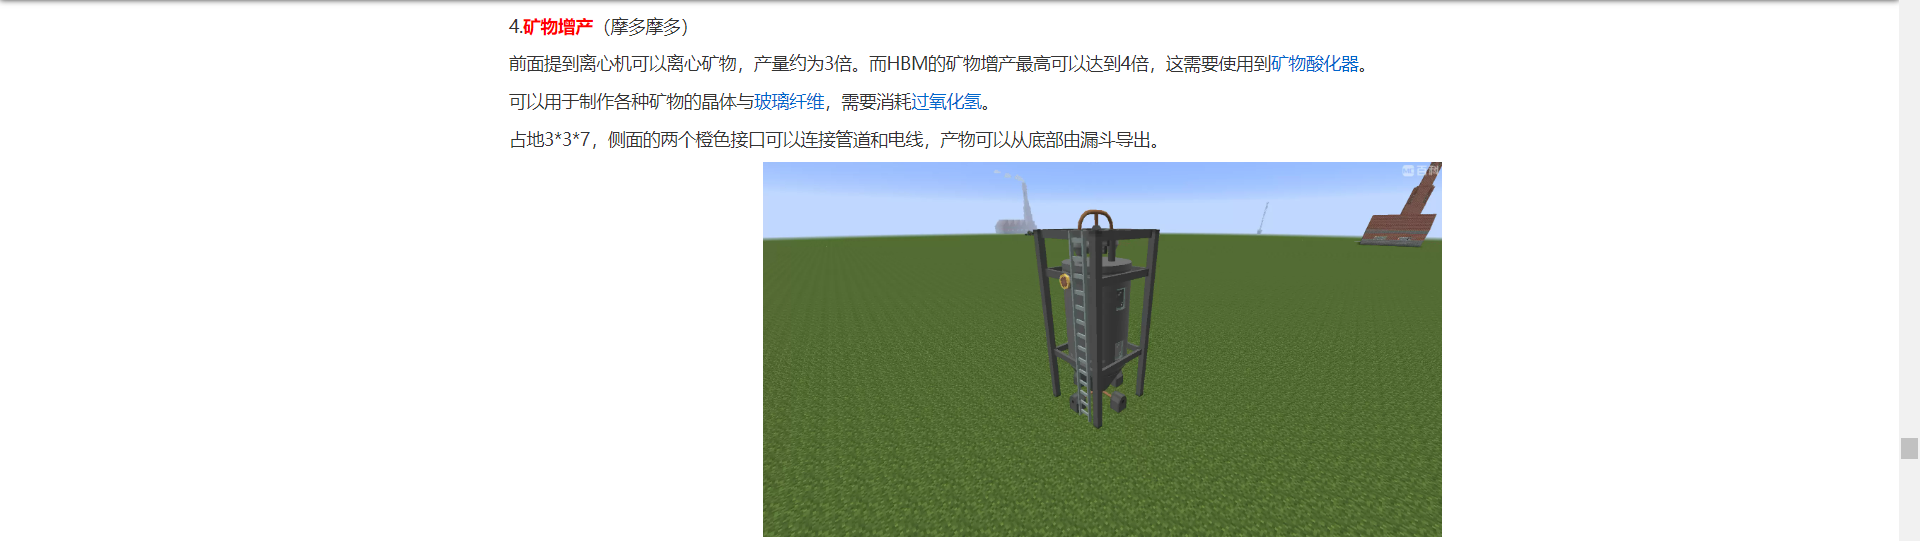 4.矿物增产（摩多摩多）
前面提到离心机可以离心矿物，产量约为3倍。而HBM的矿物增产最高可以达到4倍，这需要使用到矿物酸化器。
可以用于制作各种矿物的晶体与玻璃纤维，需要消耗过氧化氢。
占地3*3*7，侧面的两个橙色接口可以连接管道和电线，产物可以从底部由漏斗导出。
百科